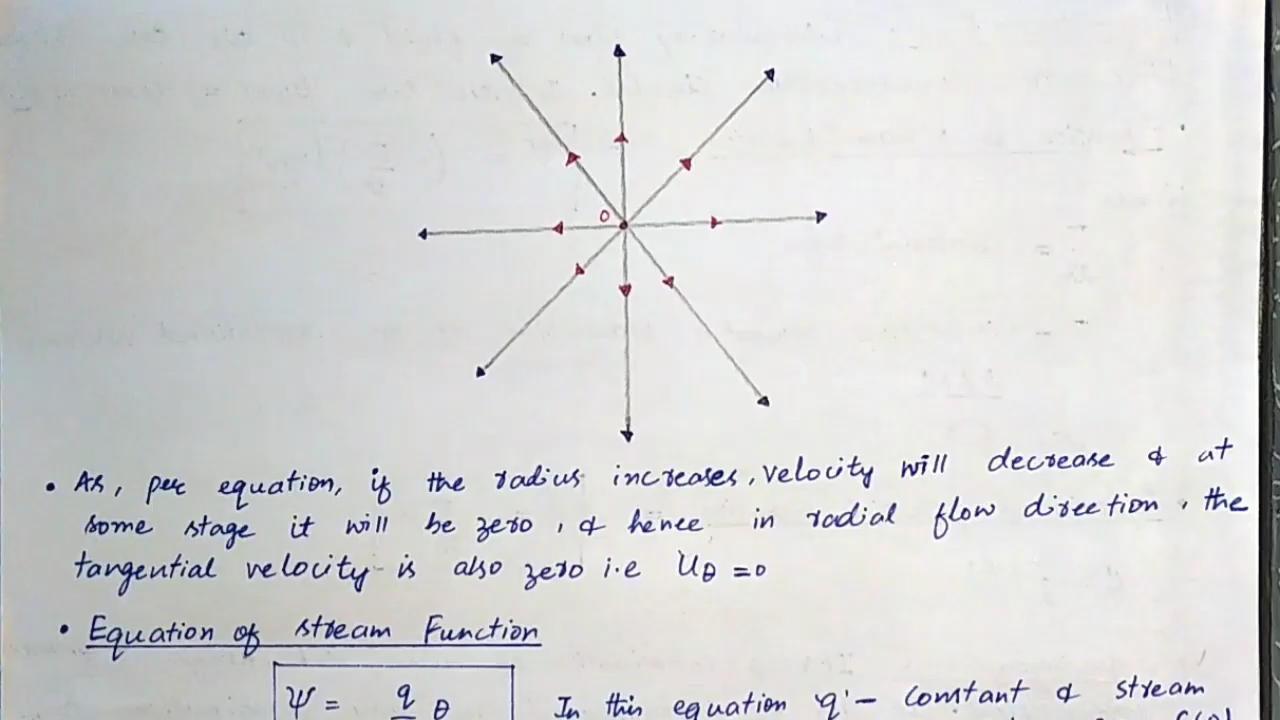 0
• As, per equation, if the radius increases, velocity will decrease & at
some stage it will be zero, & hence in radial flow direction, the
tangential velocity is also zero i.e Uθ = 0
• Equation of stream Function
ψ = q θ In this equation 'q' - constant & stream